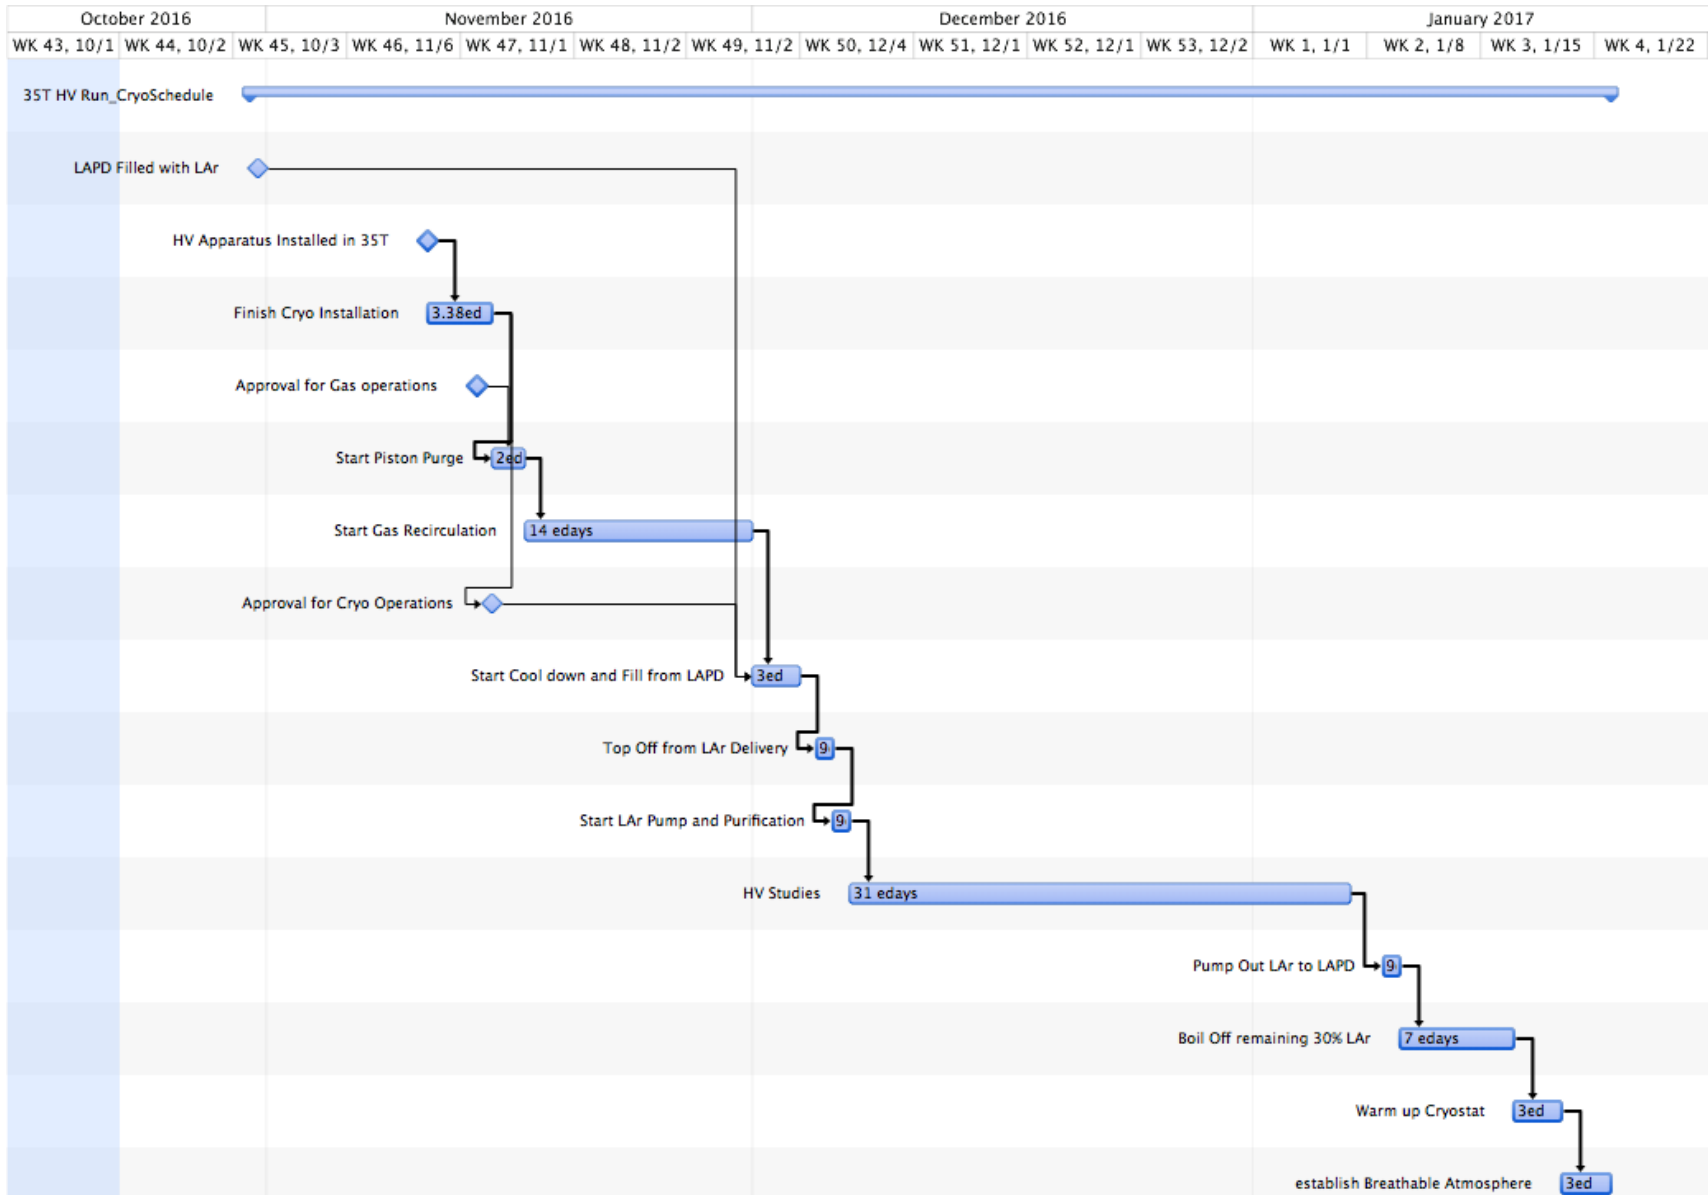 October 2016 November 2016 December 2016 January 2017
WK 43, 10/1 WK 44, 10/2 WK 45, 10/3 WK 46, 11/6 WK 47, 11/1 WK 48, 11/2 WK 49, 11/2 WK 50, 12/4 WK 51, 12/1 WK 52, 12/1 WK 53, 12/2 WK 1, 1/1 WK 2, 1/8 WK 3, 1/15 WK 4, 1/22
35T HV Run_CryoSchedule
LAPD Filled with LAr
HV Apparatus Installed in 35T
Finish Cryo Installation 3.38ed
Approval for Gas operations
Start Piston Purge 2ed
Start Gas Recirculation 14 edays
Approval for Cryo Operations
Start Cool down and Fill from LAPD 3ed
Top Off from LAr Delivery 9
Start LAr Pump and Purification 9
HV Studies 31 edays
Pump Out LAr to LAPD 9
Boil Off remaining 30% LAr 7 edays
Warm up Cryostat 3ed
establish Breathable Atmosphere 3ed